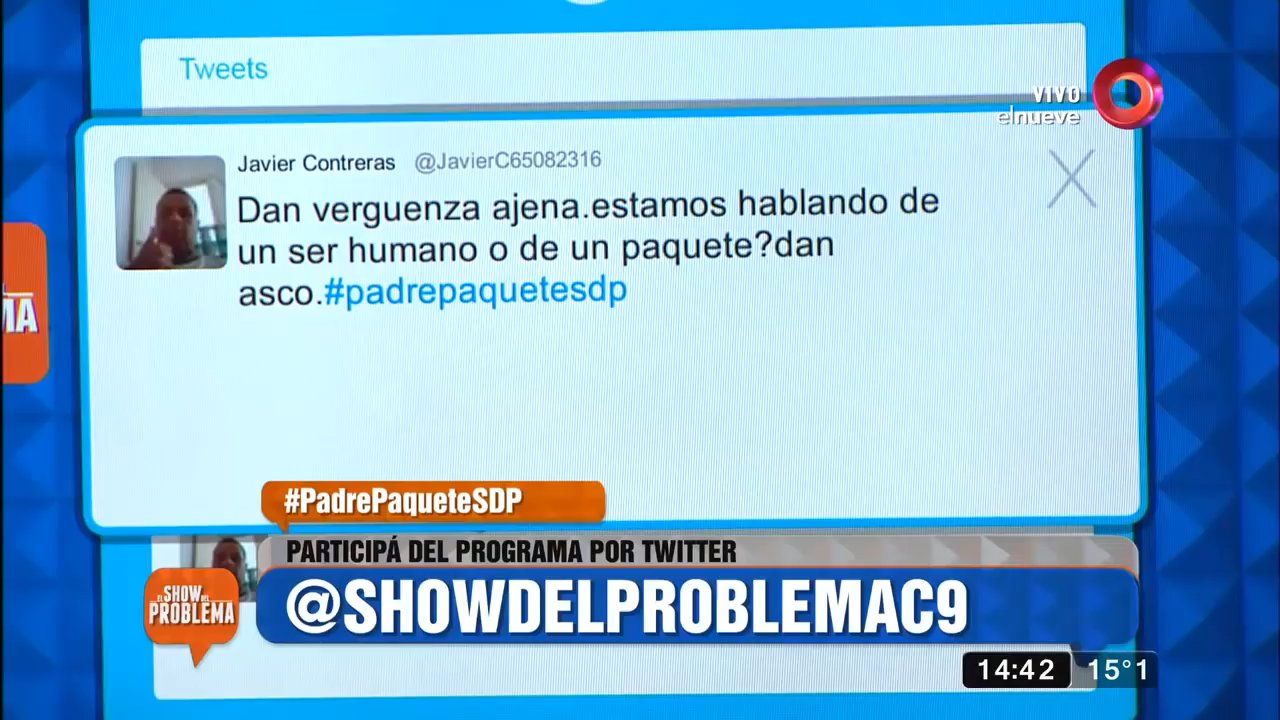 Tweets
VIVO
elnueve
Javier Contreras @JavierC65082316
Dan verguenza ajena.estamos hablando de
un ser humano o de un paquete?dan
asco.#padrepaquetesdp
MA
#PadrePaqueteSDP
PARTICIPÁ DEL PROGRAMA POR TWITTER
@SHOWDELPROBLEMAC9
EL SHOW DEL
PROBLEMA
14:42 15°1